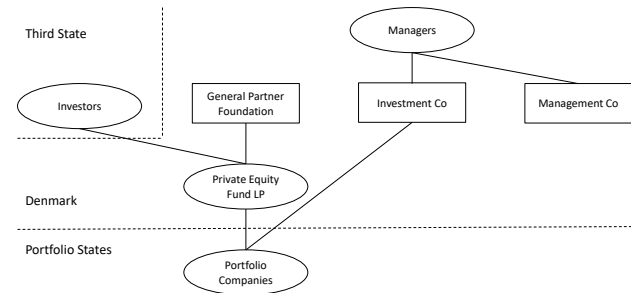 Third State
Managers
Investors
General Partner
Foundation
Investment Co
Management Co
Private Equity
Fund LP
Denmark
Portfolio States
Portfolio
Companies